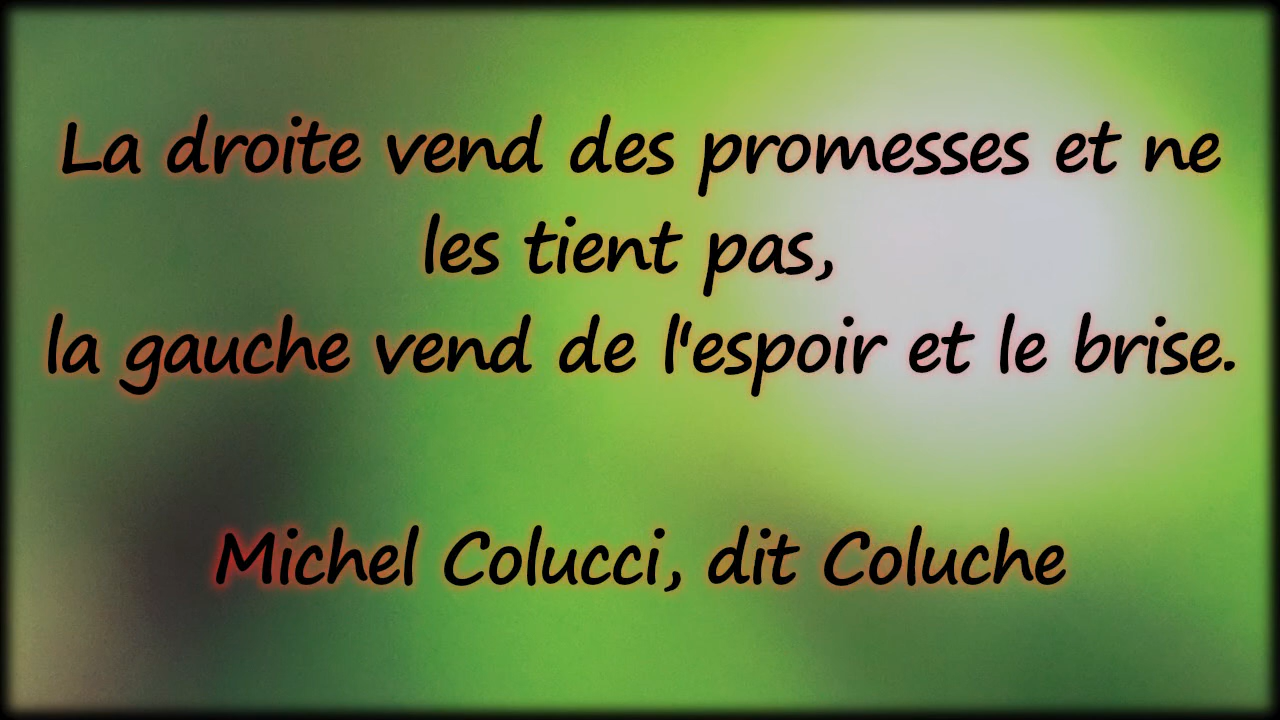 La droite vend des promesses et ne
les tient pas,
la gauche vend de l'espoir et le brise.
Michel Colucci, dit Coluche